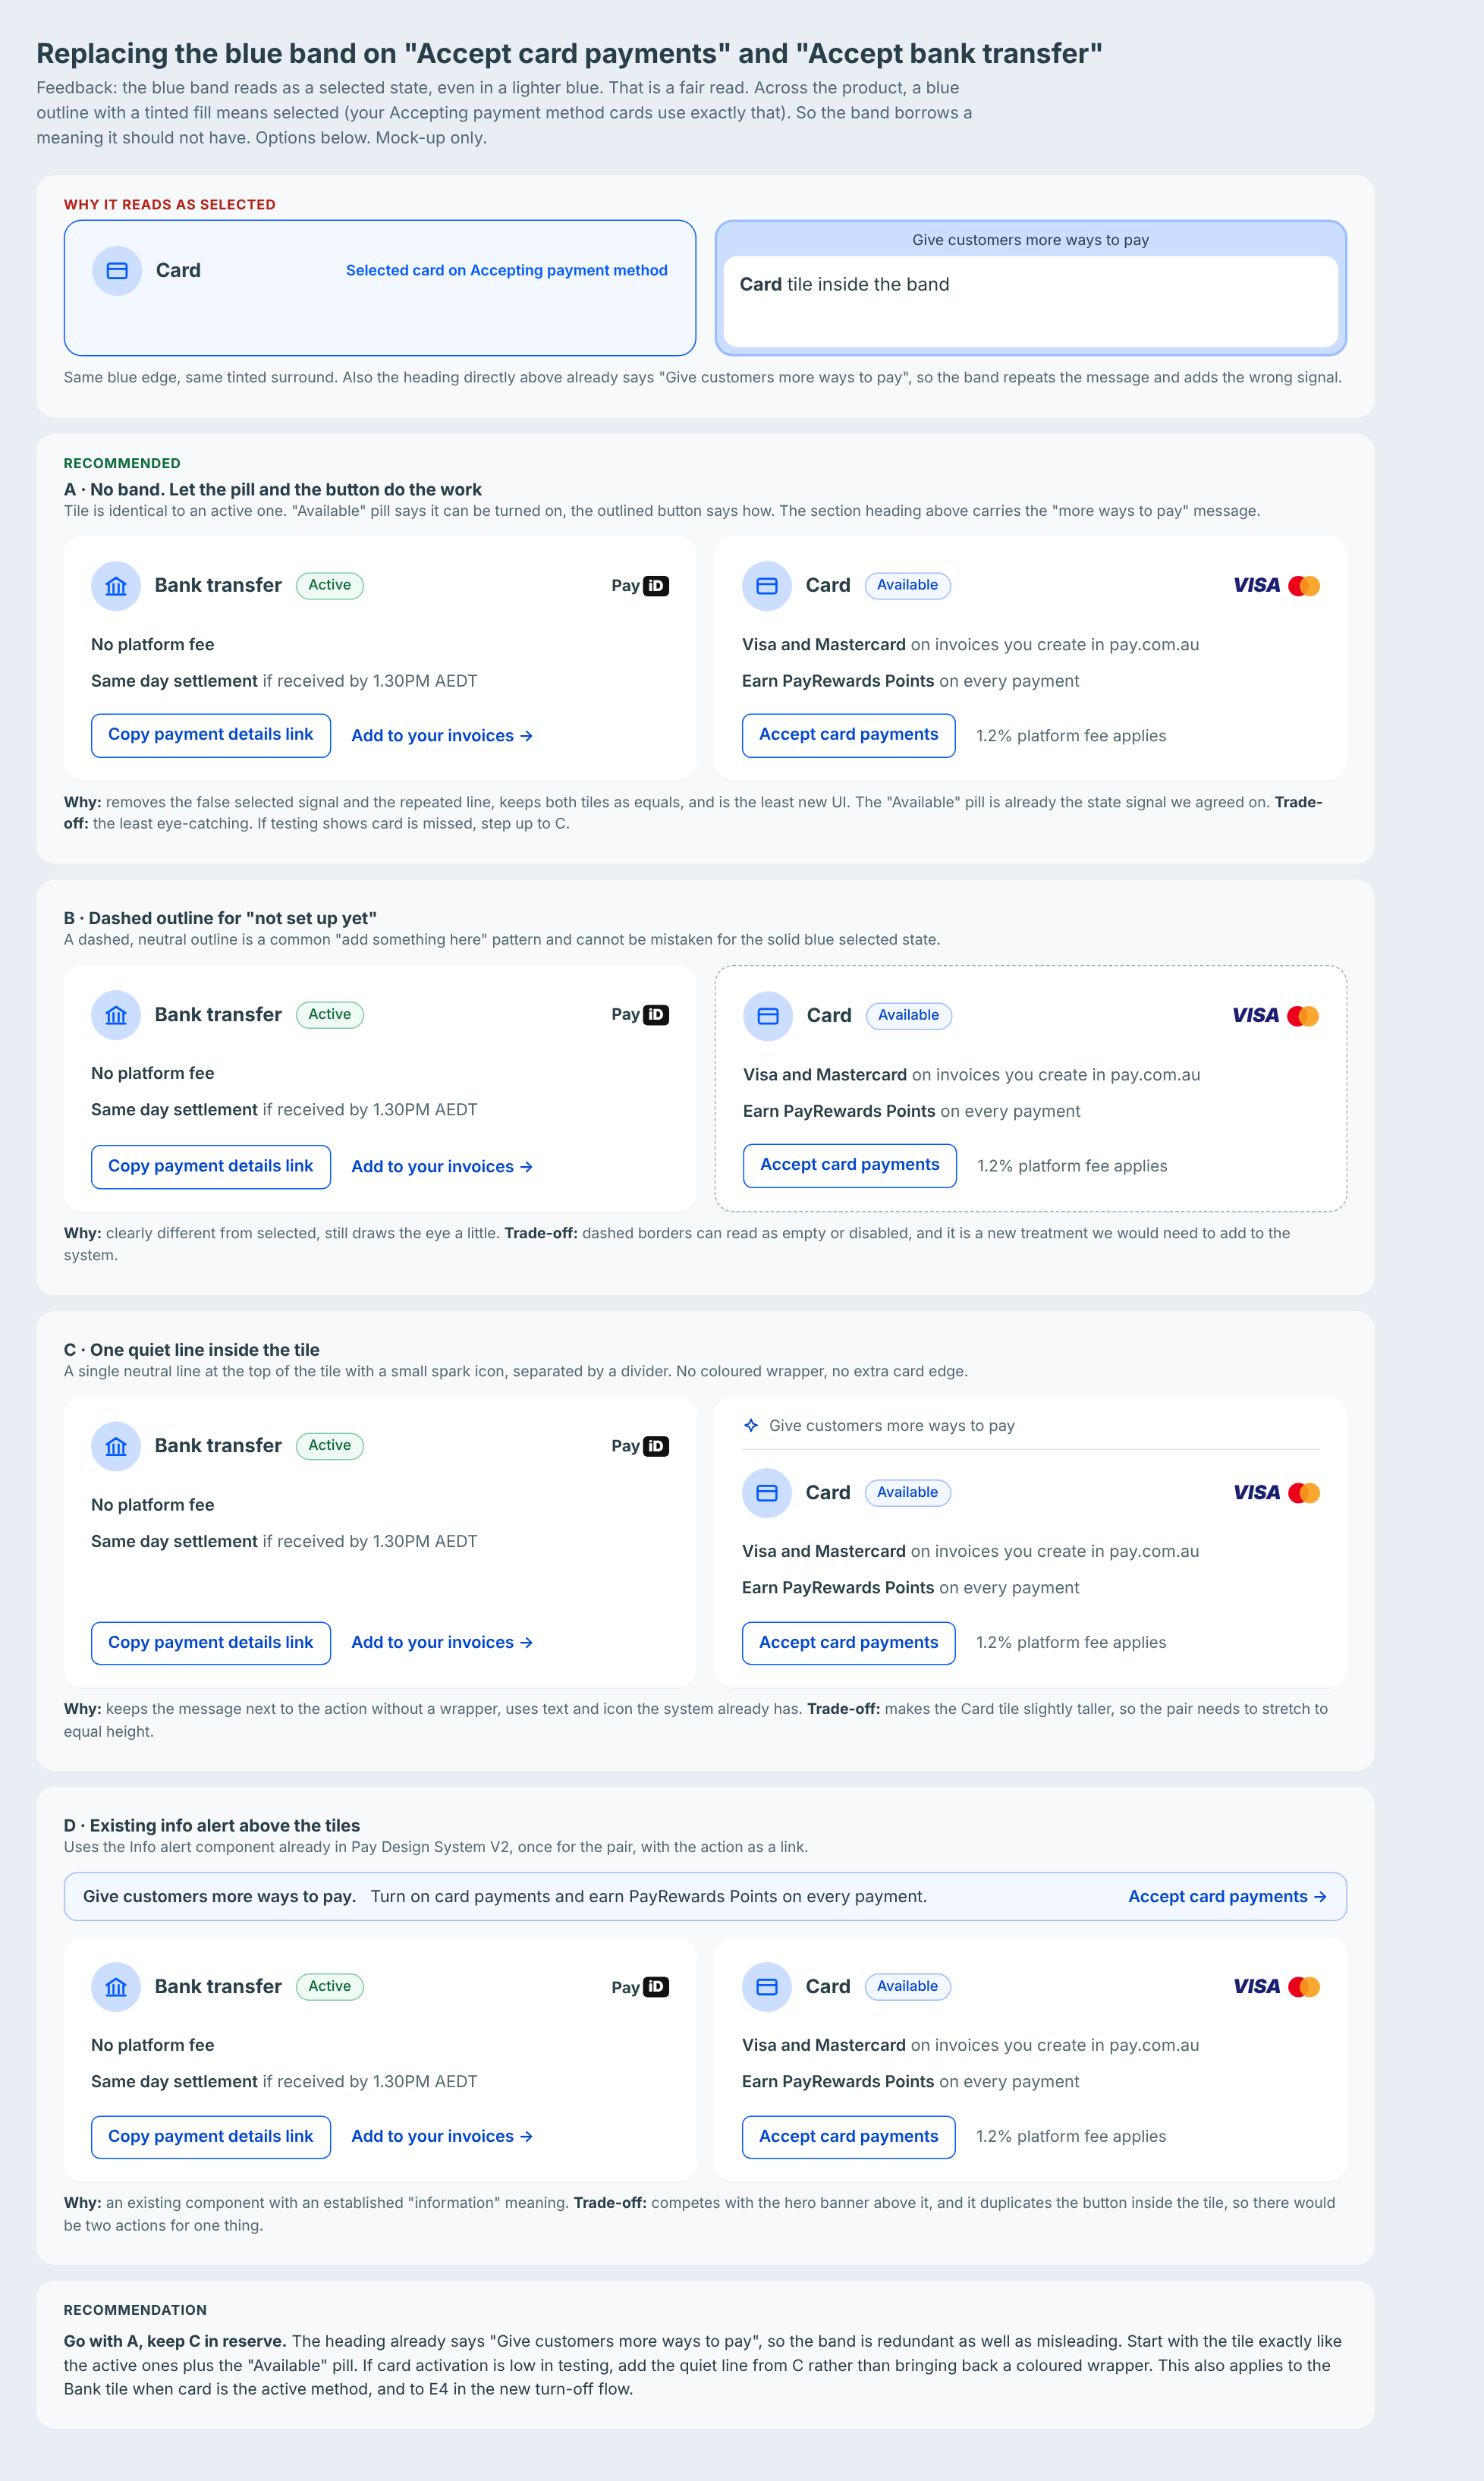 Replacing the blue band on "Accept card payments" and "Accept bank transfer"
Feedback: the blue band reads as a selected state, even in a lighter blue. That is a fair read. Across the product, a blue
outline with a tinted fill means selected (your Accepting payment method cards use exactly that). So the band borrows a
meaning it should not have. Options below. Mock-up only.
WHY IT READS AS SELECTED
Card
Selected card on Accepting payment method
Give customers more ways to pay
Card tile inside the band
Same blue edge, same tinted surround. Also the heading directly above already says "Give customers more ways to pay", so the band repeats the message and adds the wrong signal.
RECOMMENDED
A · No band. Let the pill and the button do the work
Tile is identical to an active one. "Available" pill says it can be turned on, the outlined button says how. The section heading above carries the "more ways to pay" message.
Bank transfer Active PayiD
No platform fee
Same day settlement if received by 1.30PM AEDT
Copy payment details link Add to your invoices →
Card Available VISA
Visa and Mastercard on invoices you create in pay.com.au
Earn PayRewards Points on every payment
Accept card payments 1.2% platform fee applies
Why: removes the false selected signal and the repeated line, keeps both tiles as equals, and is the least new UI. The "Available" pill is already the state signal we agreed on. Trade-
off: the least eye-catching. If testing shows card is missed, step up to C.
B · Dashed outline for "not set up yet"
A dashed, neutral outline is a common "add something here" pattern and cannot be mistaken for the solid blue selected state.
Bank transfer Active PayiD
No platform fee
Same day settlement if received by 1.30PM AEDT
Copy payment details link Add to your invoices →
Card Available VISA
Visa and Mastercard on invoices you create in pay.com.au
Earn PayRewards Points on every payment
Accept card payments 1.2% platform fee applies
Why: clearly different from selected, still draws the eye a little. Trade-off: dashed borders can read as empty or disabled, and it is a new treatment we would need to add to the
system.
C · One quiet line inside the tile
A single neutral line at the top of the tile with a small spark icon, separated by a divider. No coloured wrapper, no extra card edge.
Bank transfer Active PayiD
No platform fee
Same day settlement if received by 1.30PM AEDT
Copy payment details link Add to your invoices →
Give customers more ways to pay
Card Available VISA
Visa and Mastercard on invoices you create in pay.com.au
Earn PayRewards Points on every payment
Accept card payments 1.2% platform fee applies
Why: keeps the message next to the action without a wrapper, uses text and icon the system already has. Trade-off: makes the Card tile slightly taller, so the pair needs to stretch to
equal height.
D · Existing info alert above the tiles
Uses the Info alert component already in Pay Design System V2, once for the pair, with the action as a link.
Give customers more ways to pay. Turn on card payments and earn PayRewards Points on every payment. Accept card payments →
Bank transfer Active PayiD
No platform fee
Same day settlement if received by 1.30PM AEDT
Copy payment details link Add to your invoices →
Card Available VISA
Visa and Mastercard on invoices you create in pay.com.au
Earn PayRewards Points on every payment
Accept card payments 1.2% platform fee applies
Why: an existing component with an established "information" meaning. Trade-off: competes with the hero banner above it, and it duplicates the button inside the tile, so there would
be two actions for one thing.
RECOMMENDATION
Go with A, keep C in reserve. The heading already says "Give customers more ways to pay", so the band is redundant as well as misleading. Start with the tile exactly like
the active ones plus the "Available" pill. If card activation is low in testing, add the quiet line from C rather than bringing back a coloured wrapper. This also applies to the
Bank tile when card is the active method, and to E4 in the new turn-off flow.